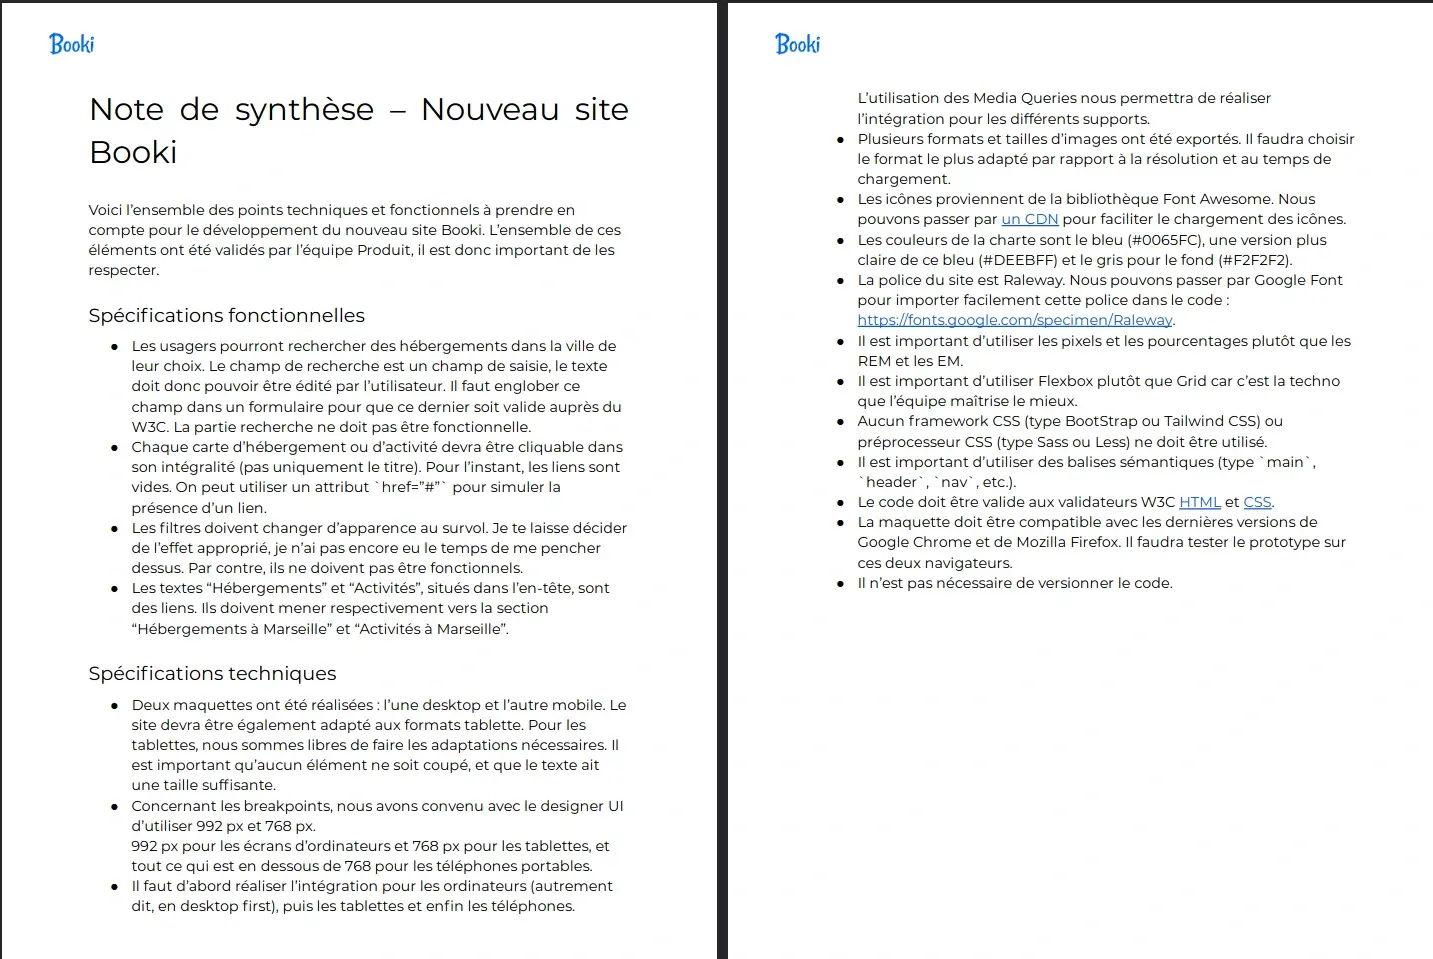 Booki
Note de synthèse – Nouveau site
Booki
Voici l’ensemble des points techniques et fonctionnels à prendre en
compte pour le développement du nouveau site Booki. L’ensemble de ces
éléments ont été validés par l’équipe Produit, il est donc important de les
respecter.
Spécifications fonctionnelles
● Les usagers pourront rechercher des hébergements dans la ville de
leur choix. Le champ de recherche est un champ de saisie, le texte
doit donc pouvoir être édité par l’utilisateur. Il faut englober ce
champ dans un formulaire pour que ce dernier soit valide auprès du
W3C. La partie recherche ne doit pas être fonctionnelle.
● Chaque carte d’hébergement ou d’activité devra être cliquable dans
son intégralité (pas uniquement le titre). Pour l’instant, les liens sont
vides. On peut utiliser un attribut `href=”#”` pour simuler la
présence d’un lien.
● Les filtres doivent changer d’apparence au survol. Je te laisse décider
de l’effet approprié, je n’ai pas encore eu le temps de me pencher
dessus. Par contre, ils ne doivent pas être fonctionnels.
● Les textes “Hébergements” et “Activités”, situés dans l’en-tête, sont
des liens. Ils doivent mener respectivement vers la section
“Hébergements à Marseille” et “Activités à Marseille”.
Spécifications techniques
● Deux maquettes ont été réalisées : l’une desktop et l’autre mobile. Le
site devra être également adapté aux formats tablette. Pour les
tablettes, nous sommes libres de faire les adaptations nécessaires. Il
est important qu’aucun élément ne soit coupé, et que le texte ait
une taille suffisante.
● Concernant les breakpoints, nous avons convenu avec le designer UI
d’utiliser 992 px et 768 px.
992 px pour les écrans d’ordinateurs et 768 px pour les tablettes, et
tout ce qui est en dessous de 768 pour les téléphones portables.
● Il faut d’abord réaliser l’intégration pour les ordinateurs (autrement
dit, en desktop first), puis les tablettes et enfin les téléphones.
Booki
L’utilisation des Media Queries nous permettra de réaliser
l’intégration pour les différents supports.
● Plusieurs formats et tailles d’images ont été exportés. Il faudra choisir
le format le plus adapté par rapport à la résolution et au temps de
chargement.
● Les icônes proviennent de la bibliothèque Font Awesome. Nous
pouvons passer par un CDN pour faciliter le chargement des icônes.
● Les couleurs de la charte sont le bleu (#0065FC), une version plus
claire de ce bleu (#DEEBFF) et le gris pour le fond (#F2F2F2).
● La police du site est Raleway. Nous pouvons passer par Google Font
pour importer facilement cette police dans le code :
https://fonts.google.com/specimen/Raleway.
● Il est important d’utiliser les pixels et les pourcentages plutôt que les
REM et les EM.
● Il est important d’utiliser Flexbox plutôt que Grid car c’est la techno
que l’équipe maîtrise le mieux.
● Aucun framework CSS (type BootStrap ou Tailwind CSS) ou
préprocesseur CSS (type Sass ou Less) ne doit être utilisé.
● Il est important d’utiliser des balises sémantiques (type `main`,
`header`, `nav`, etc.).
● Le code doit être valide aux validateurs W3C HTML et CSS.
● La maquette doit être compatible avec les dernières versions de
Google Chrome et de Mozilla Firefox. Il faudra tester le prototype sur
ces deux navigateurs.
● Il n’est pas nécessaire de versionner le code.